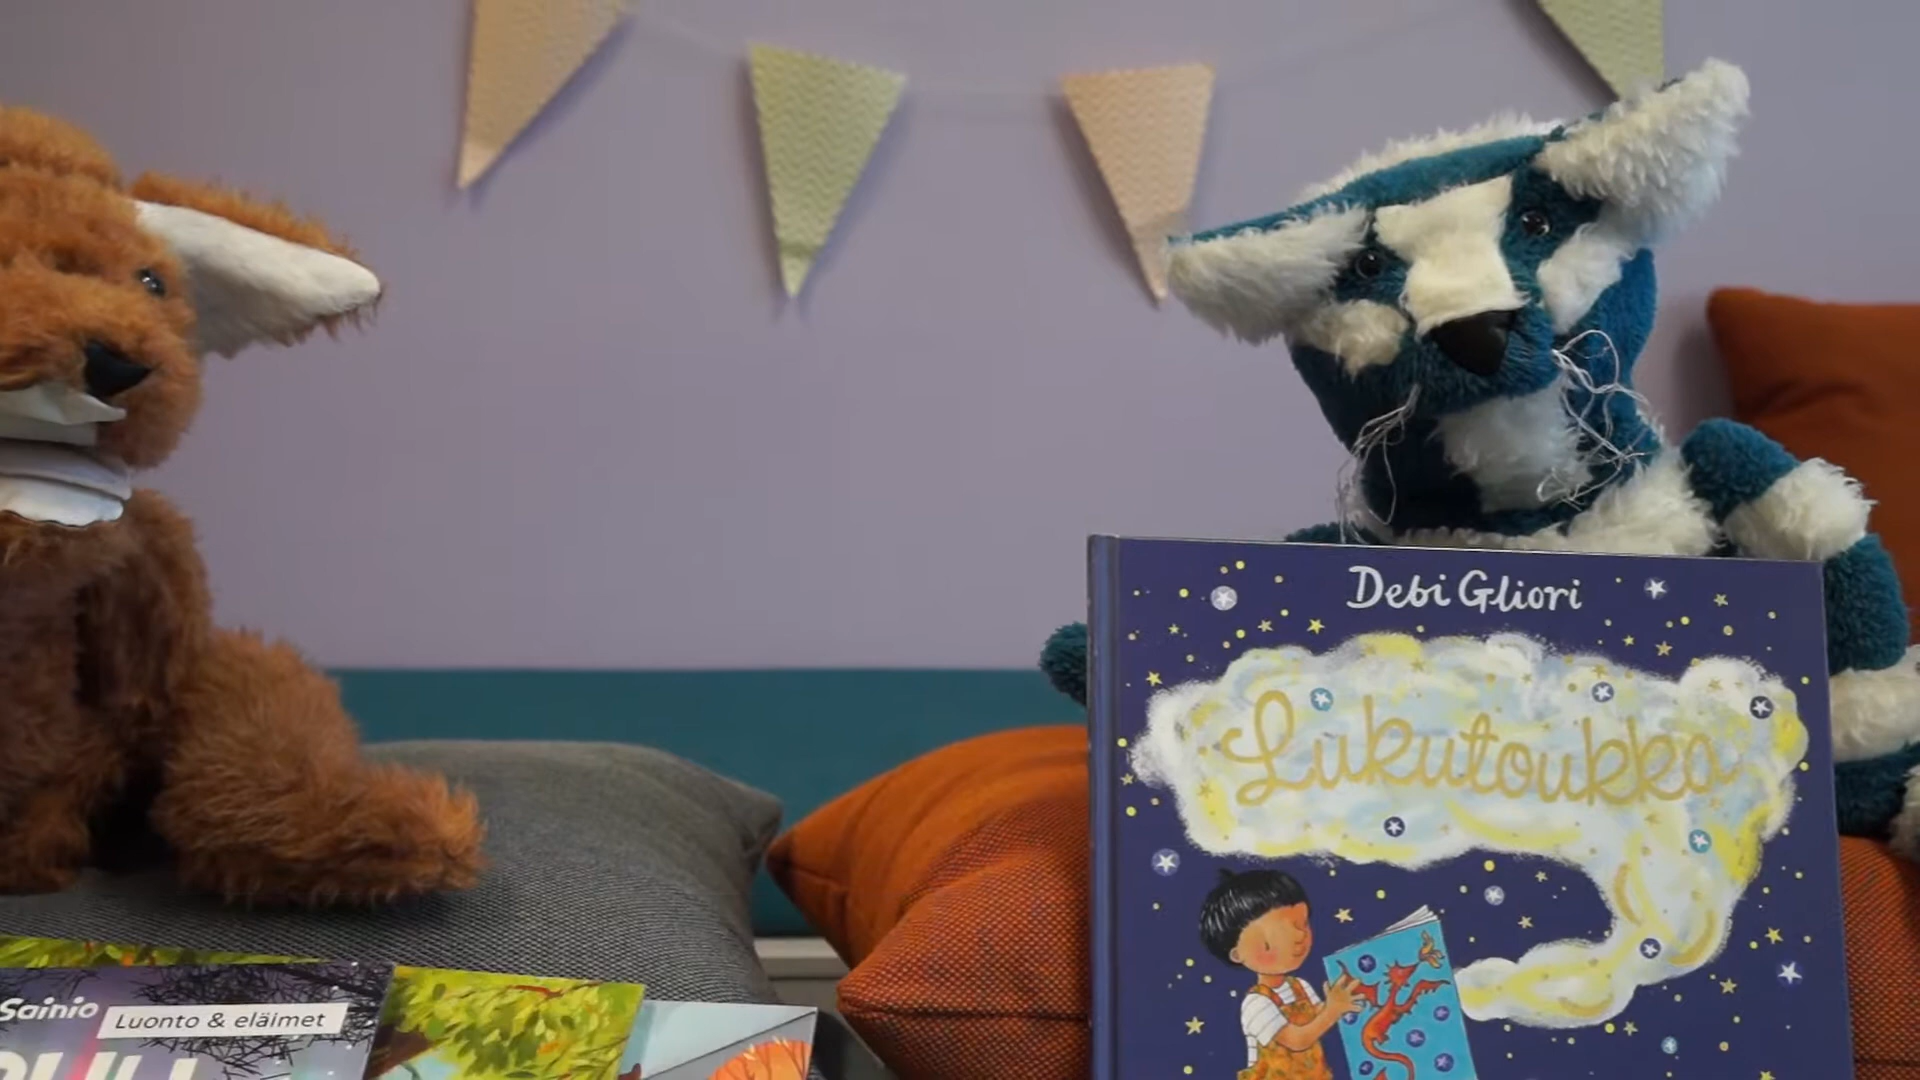 Debi Gliori
Lukutoukka
Sainio
Luonto & eläimet